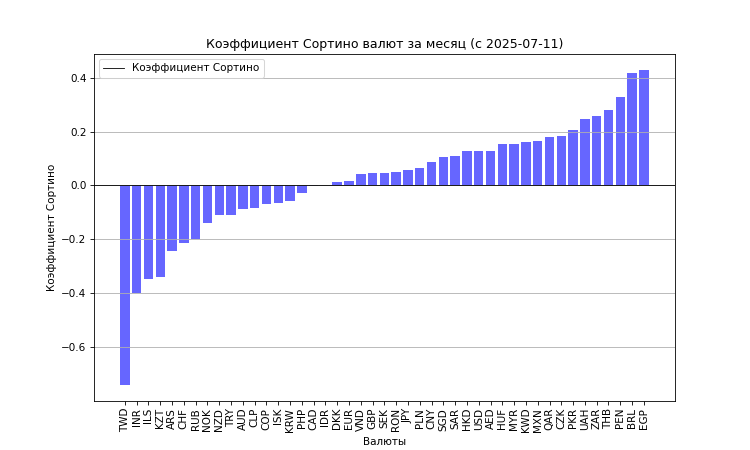 Коэффициент Сортино валют за месяц (с 2025-07-11)
Коэффициент Сортино
0.4
0.2
0.0
−0.2
−0.4
−0.6
Коэффициент Сортино
TWD
INR
ILS
KZT
ARS
CHF
RUB
NOK
NZD
TRY
AUD
CLP
COP
ISK
KRW
PHP
CAD
IDR
DKK
EUR
VND
GBP
SEK
RON
JPY
PLN
CNY
SGD
SAR
HKD
USD
AED
HUF
MYR
KWD
MXN
QAR
CZK
PKR
UAH
ZAR
THB
PEN
BRL
EGP
Валюты